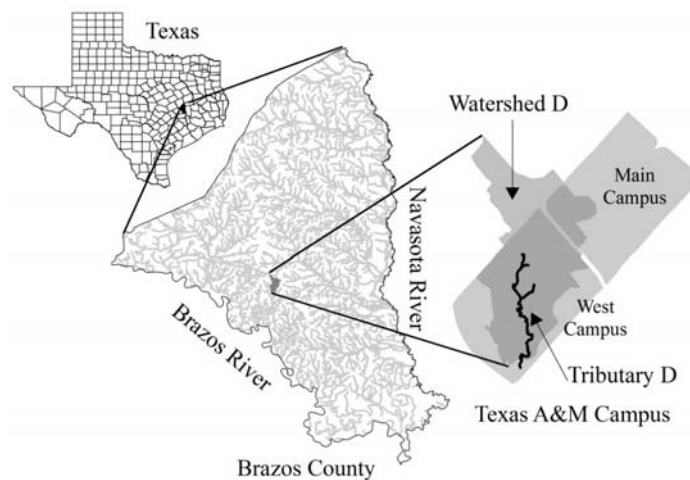 Texas
Watershed D
Main
Campus
Navasota River
West
Campus
Brazos River
Tributary D
Texas A&M Campus
Brazos County